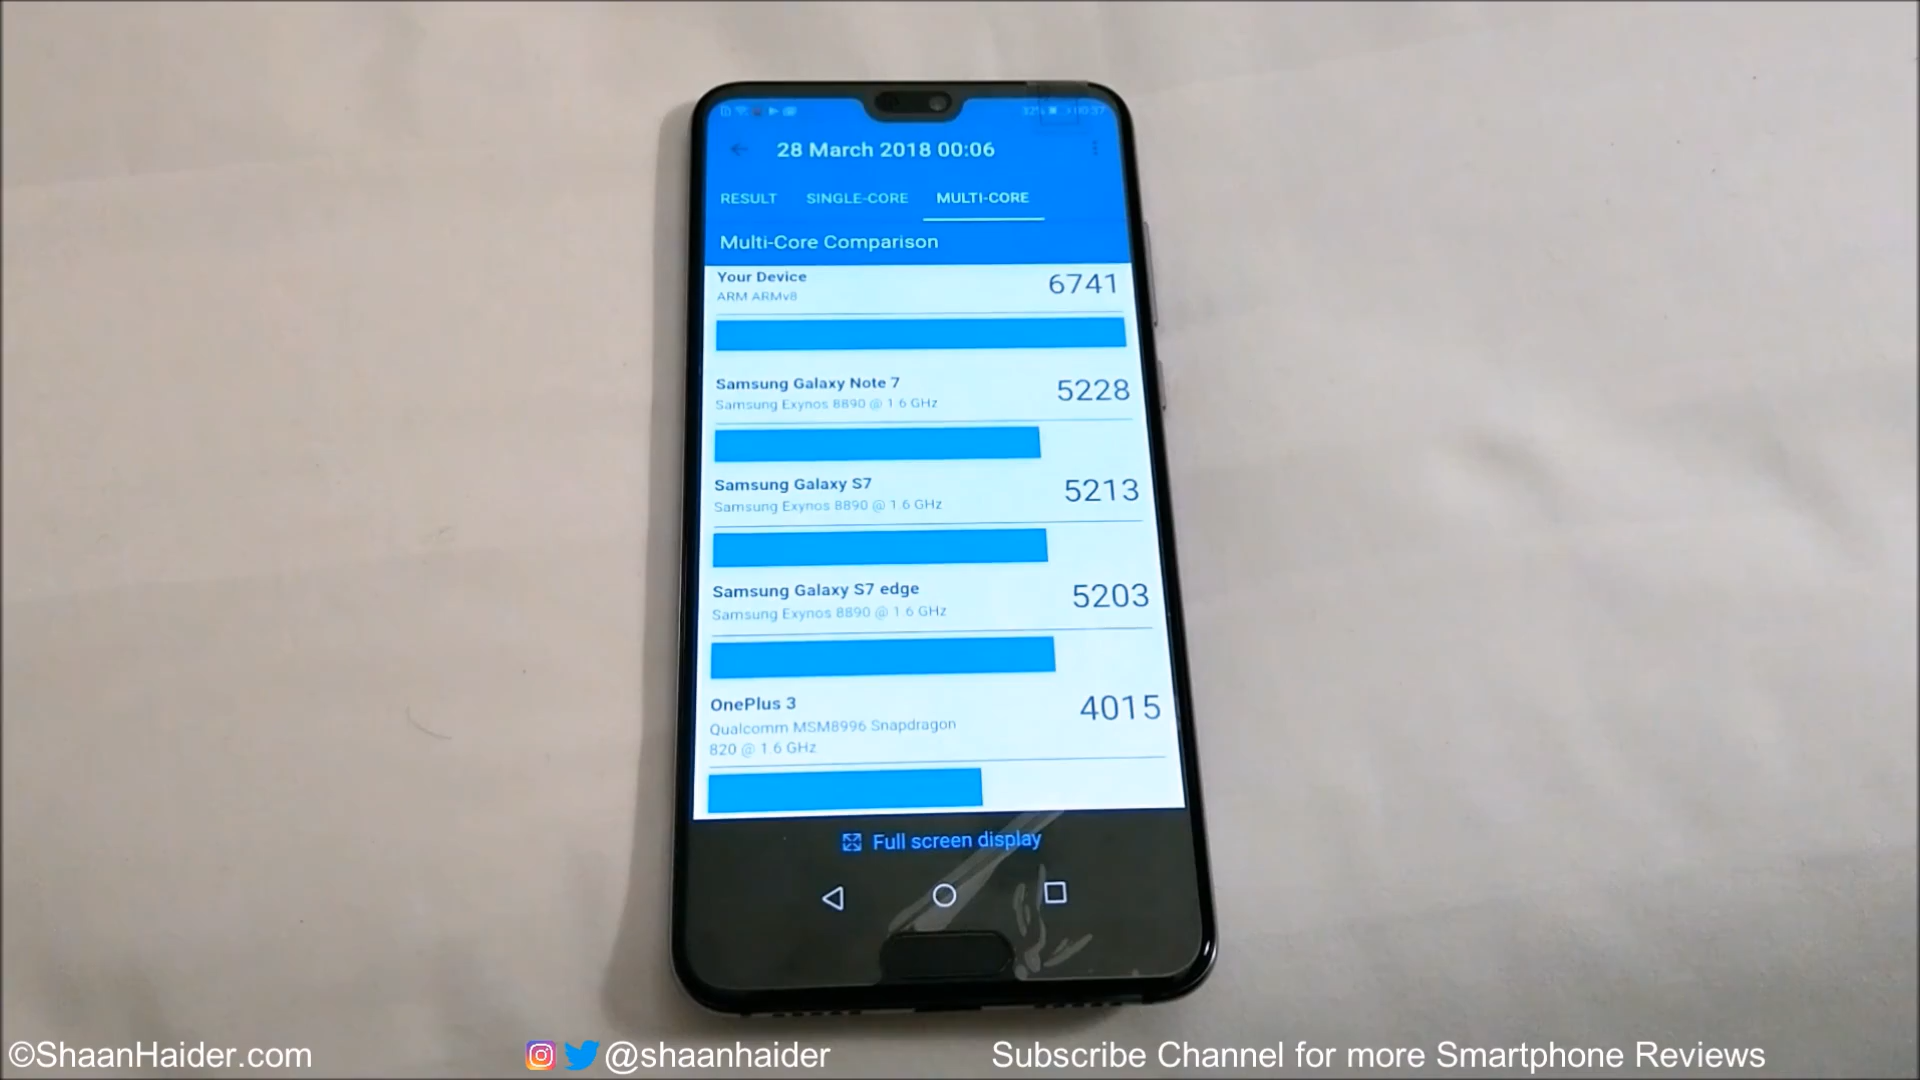 32%
28 March 2018 00:06
RESULT SINGLE-CORE MULTI-CORE
Multi-Core Comparison
Your Device 6741
ARM ARMv8
Samsung Galaxy Note 7 5228
Samsung Exynos 8890 @ 1.6 GHz
Samsung Galaxy S7 5213
Samsung Exynos 8890 @ 1.6 GHz
Samsung Galaxy S7 edge 5203
Samsung Exynos 8890 @ 1.6 GHz
OnePlus 3 4015
Qualcomm MSM8996 Snapdragon
820 @ 1.6 GHz
Full screen display
©ShaanHaider.com @shaanhaider Subscribe Channel for more Smartphone Reviews